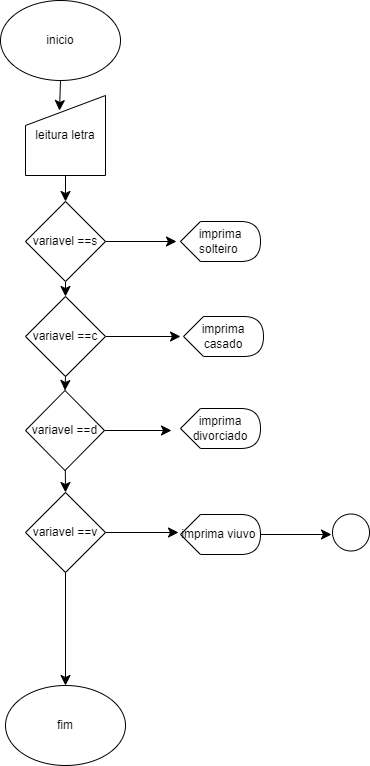 inicio
leitura letra
variavel ==s
imprima
solteiro
variavel ==c
imprima
casado
variavel ==d
imprima
divorciado
variavel ==v
imprima viuvo
fim